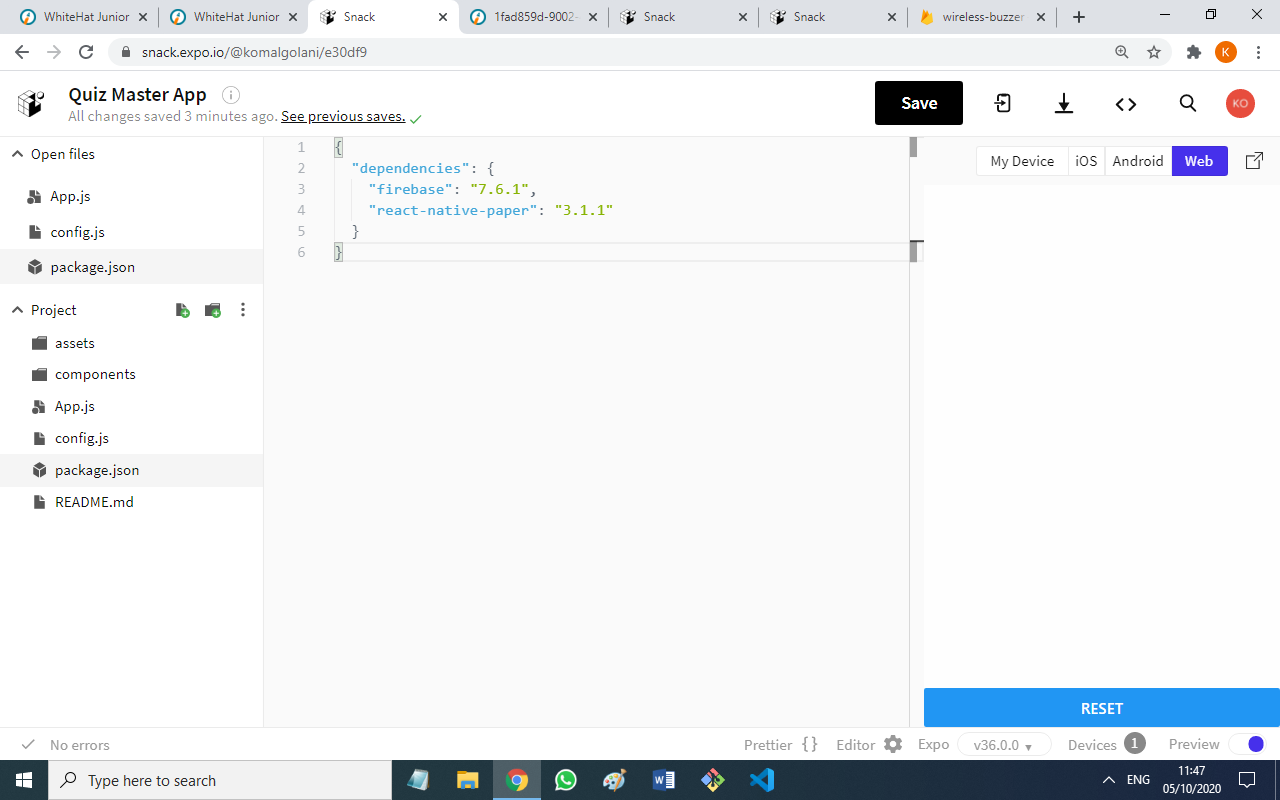 WhiteHat Junior
WhiteHat Junior
Snack
1fad859d-9002-
Snack
Snack
wireless-buzzer
snack.expo.io/@komalgolani/e30df9
K
Quiz Master App
All changes saved 3 minutes ago. See previous saves.
Save
KO
Open files
App.js
config.js
package.json
Project
assets
components
App.js
config.js
package.json
README.md
1 {
2 "dependencies": {
3 "firebase": "7.6.1",
4 "react-native-paper": "3.1.1"
5 }
6 }
My Device iOS Android Web
RESET
No errors
Prettier {} Editor Expo v36.0.0 Devices 1 Preview
Type here to search
ENG
11:47
05/10/2020